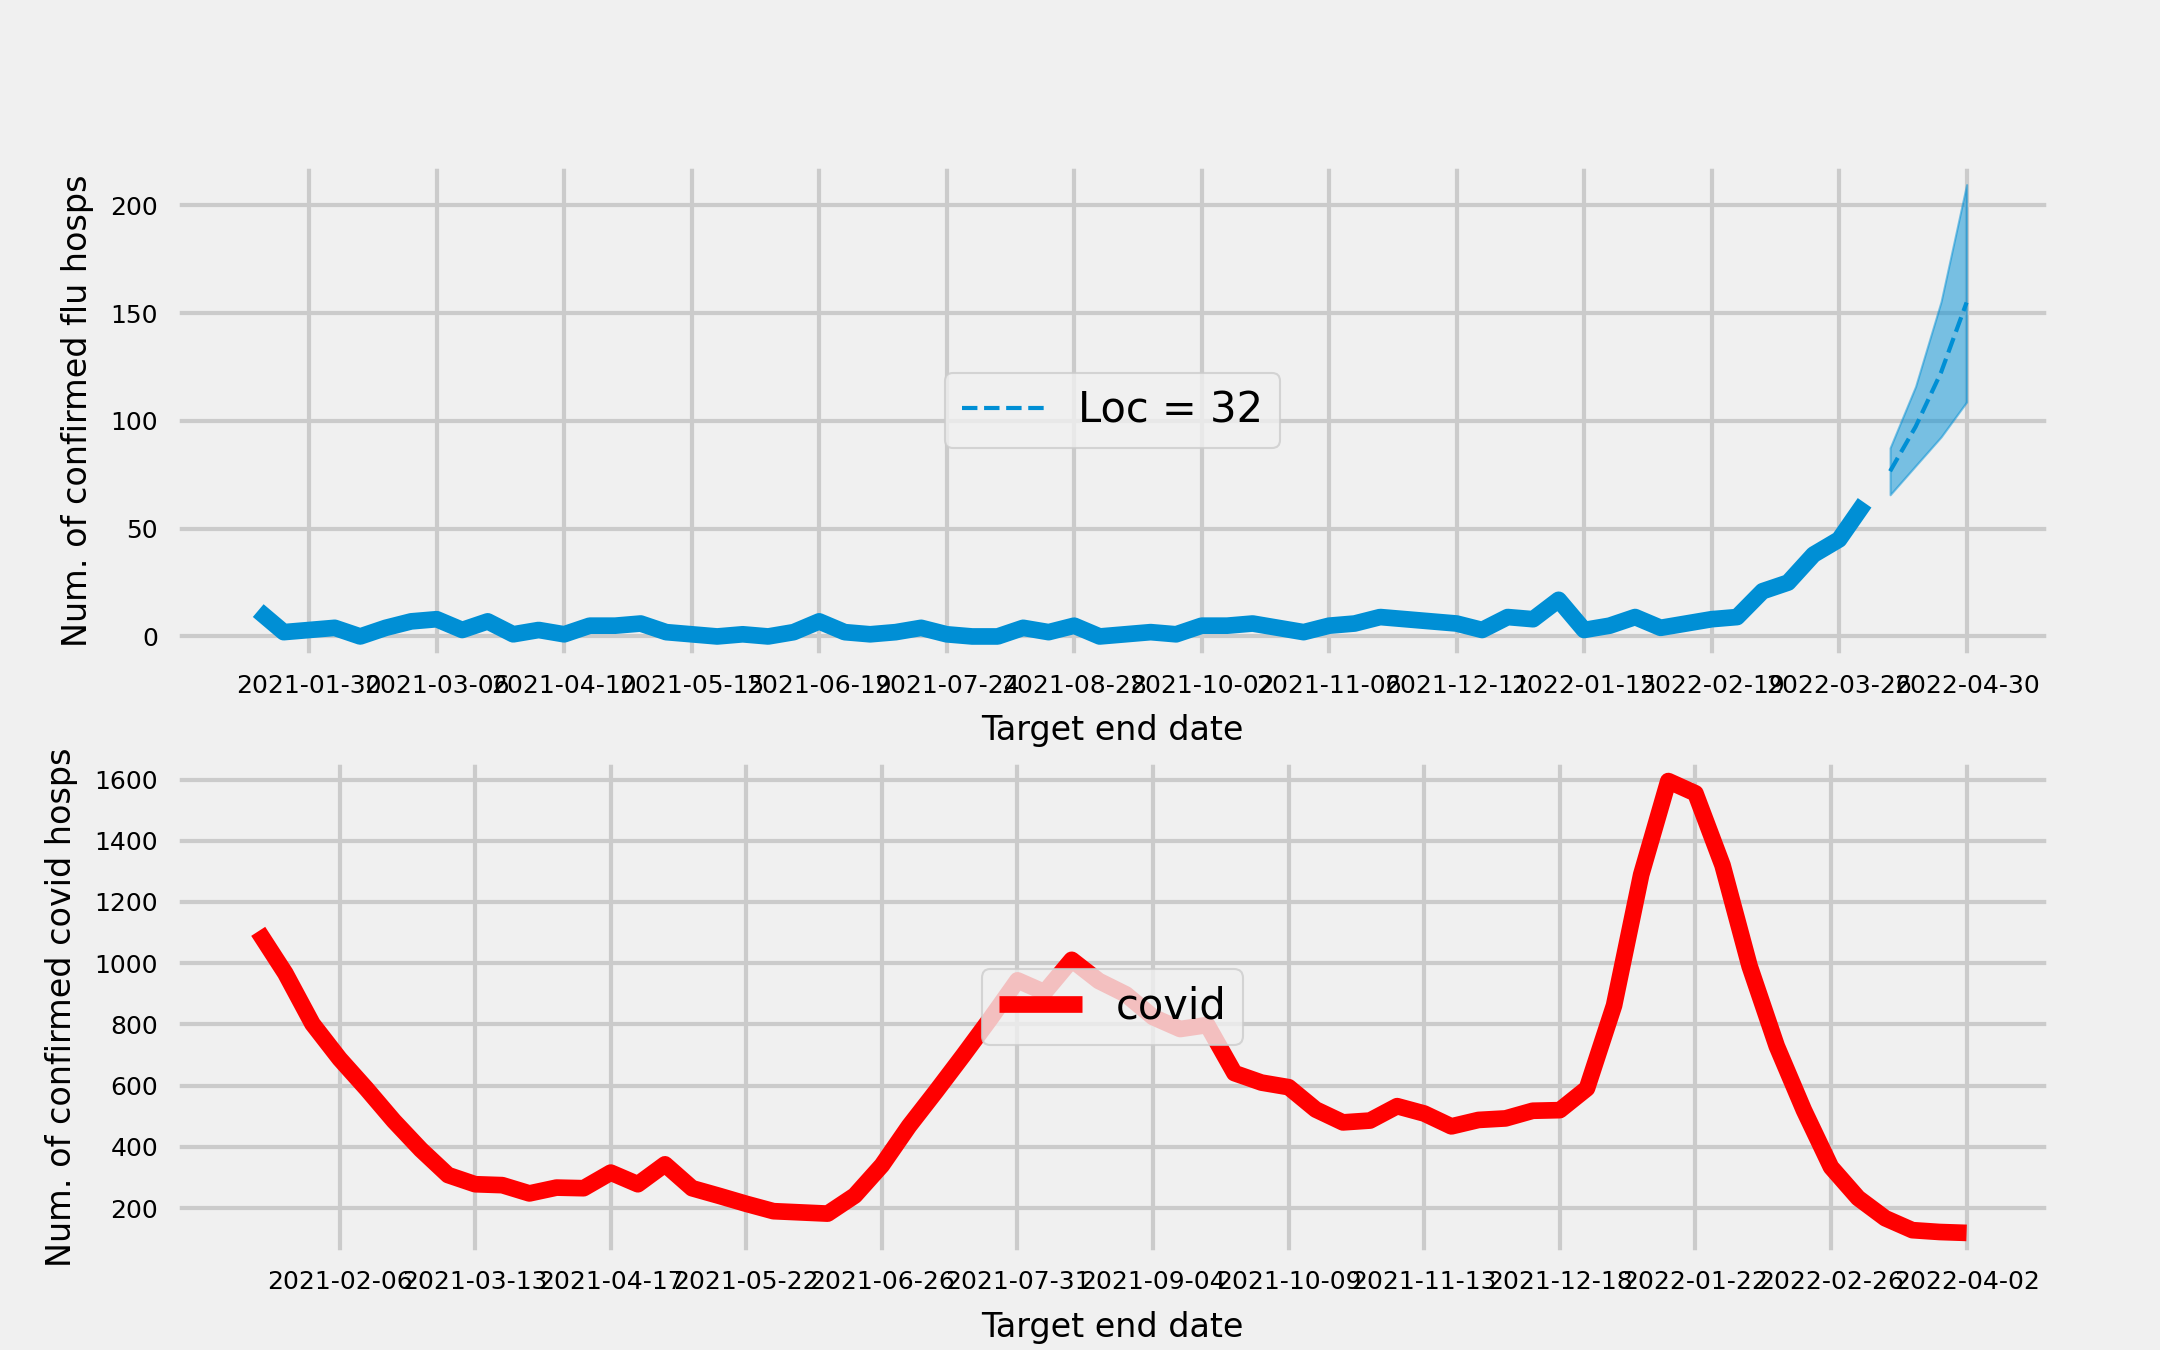 Num. of confirmed flu hosps
200
150
100
50
0
Loc = 32
2021-01-30 2021-03-06 2021-04-10 2021-05-15 2021-06-19 2021-07-24 2021-08-28 2021-10-02 2021-11-06 2021-12-11 2022-01-15 2022-02-19 2022-03-26 2022-04-30
Target end date
Num. of confirmed covid hosps
1600
1400
1200
1000
800
600
400
200
covid
2021-02-06 2021-03-13 2021-04-17 2021-05-22 2021-06-26 2021-07-31 2021-09-04 2021-10-09 2021-11-13 2021-12-18 2022-01-22 2022-02-26 2022-04-02
Target end date